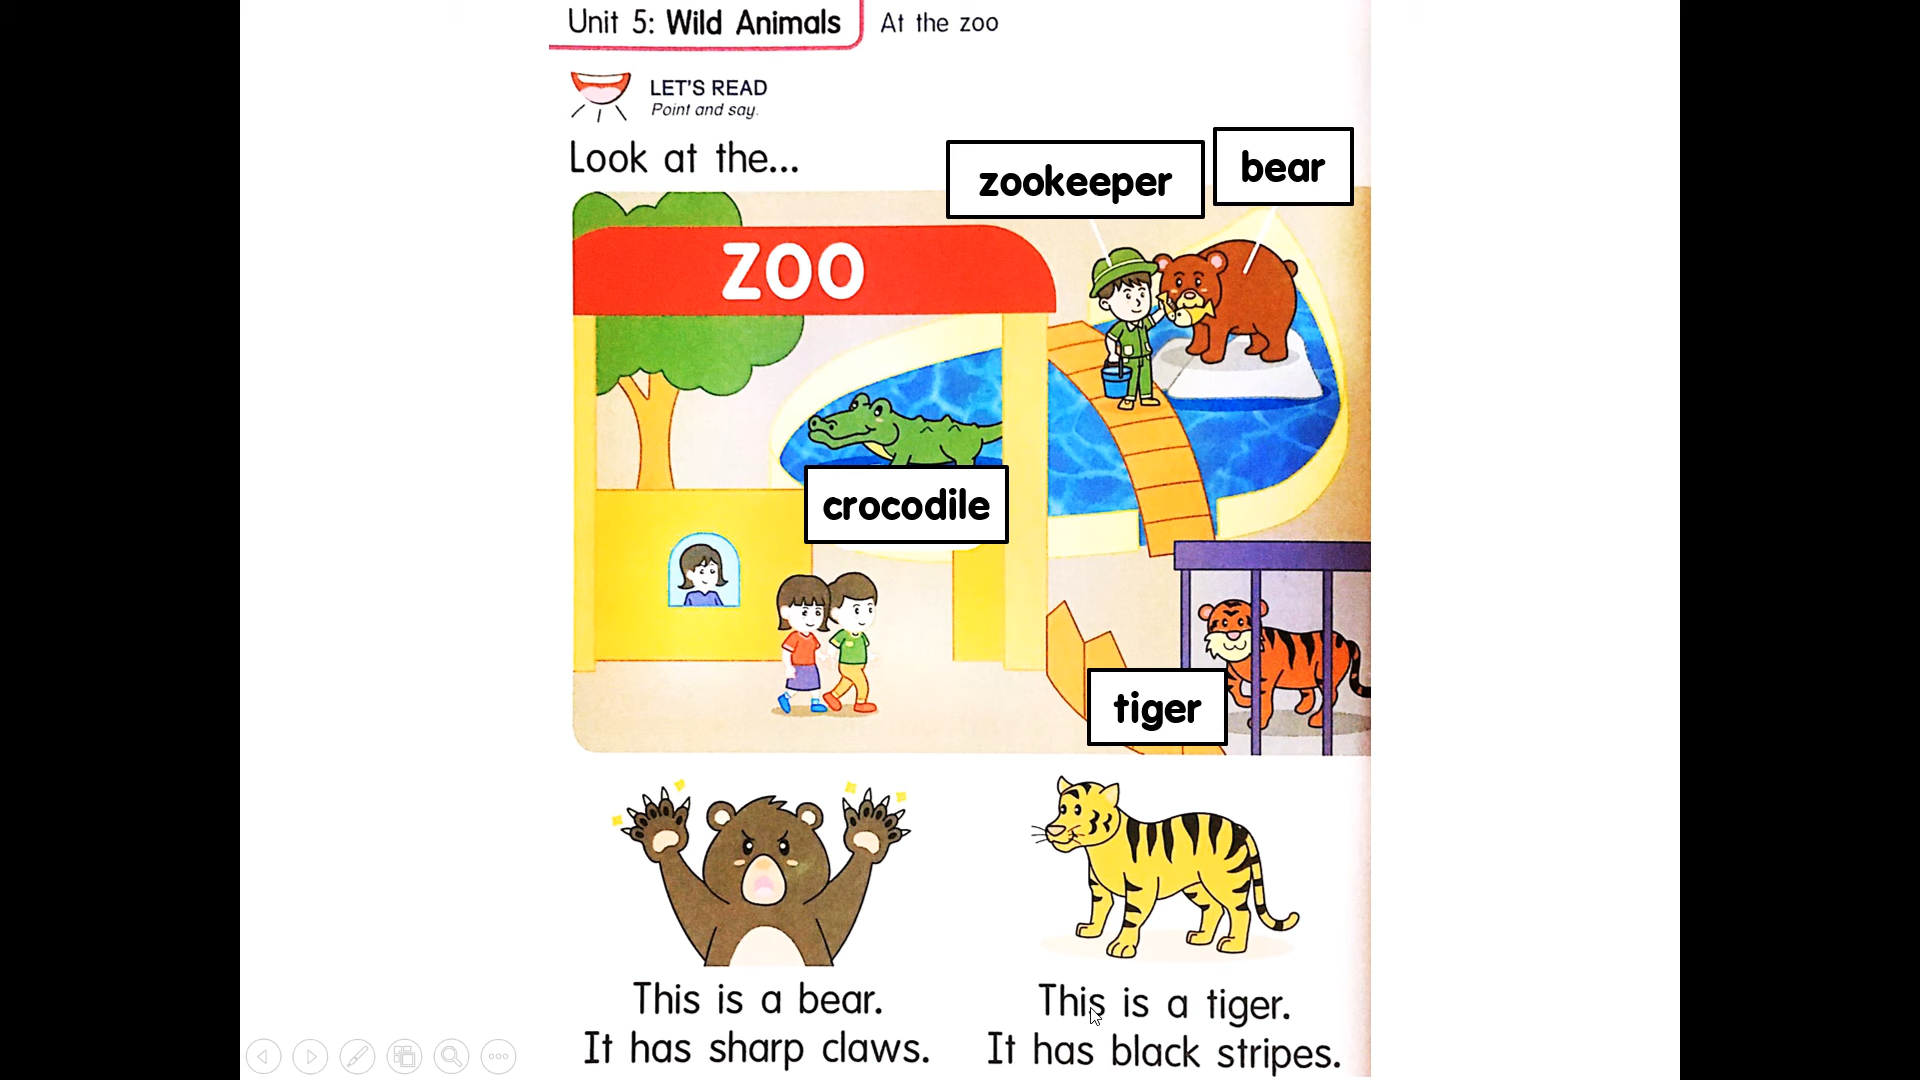 Unit 5: Wild Animals At the zoo
LET'S READ
Point and say.
Look at the...
zookeeper
bear
ZOO
crocodile
tiger
This is a bear.
It has sharp claws.
This is a tiger.
It has black stripes.